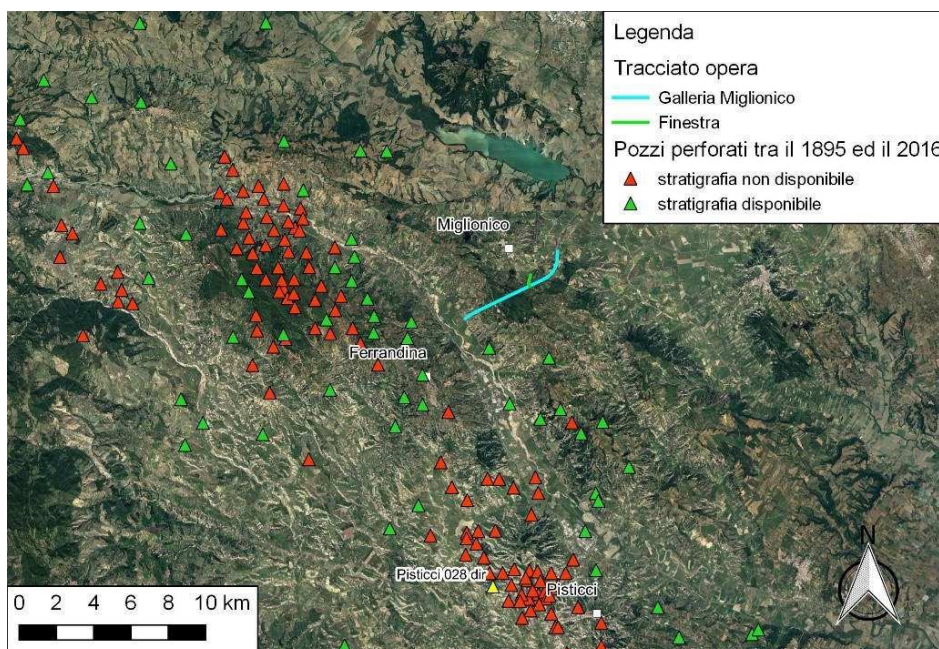 Legenda
Tracciato opera
Galleria Miglionico
Finestra
Pozzi perforati tra il 1895 ed il 2016
stratigrafia non disponibile
stratigrafia disponibile
Miglionico
Ferrandina
Pisticci 028 dir
Pisticci
N
0 2 4 6 8 10 km